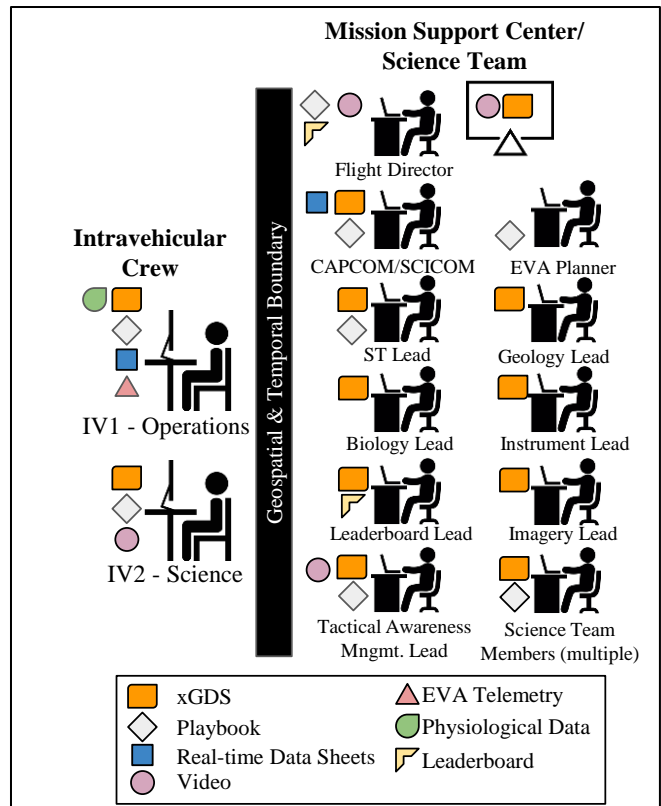 Mission Support Center/
Science Team
Flight Director
Intravehicular
Crew
CAPCOM/SCICOM
EVA Planner
ST Lead
Geology Lead
IV1 - Operations
Geospatial & Temporal Boundary
Biology Lead
Instrument Lead
Leaderboard Lead
Imagery Lead
IV2 - Science
Tactical Awareness
Mngmt. Lead
Science Team
Members (multiple)
xGDS
Playbook
Real-time Data Sheets
Video
EVA Telemetry
Physiological Data
Leaderboard